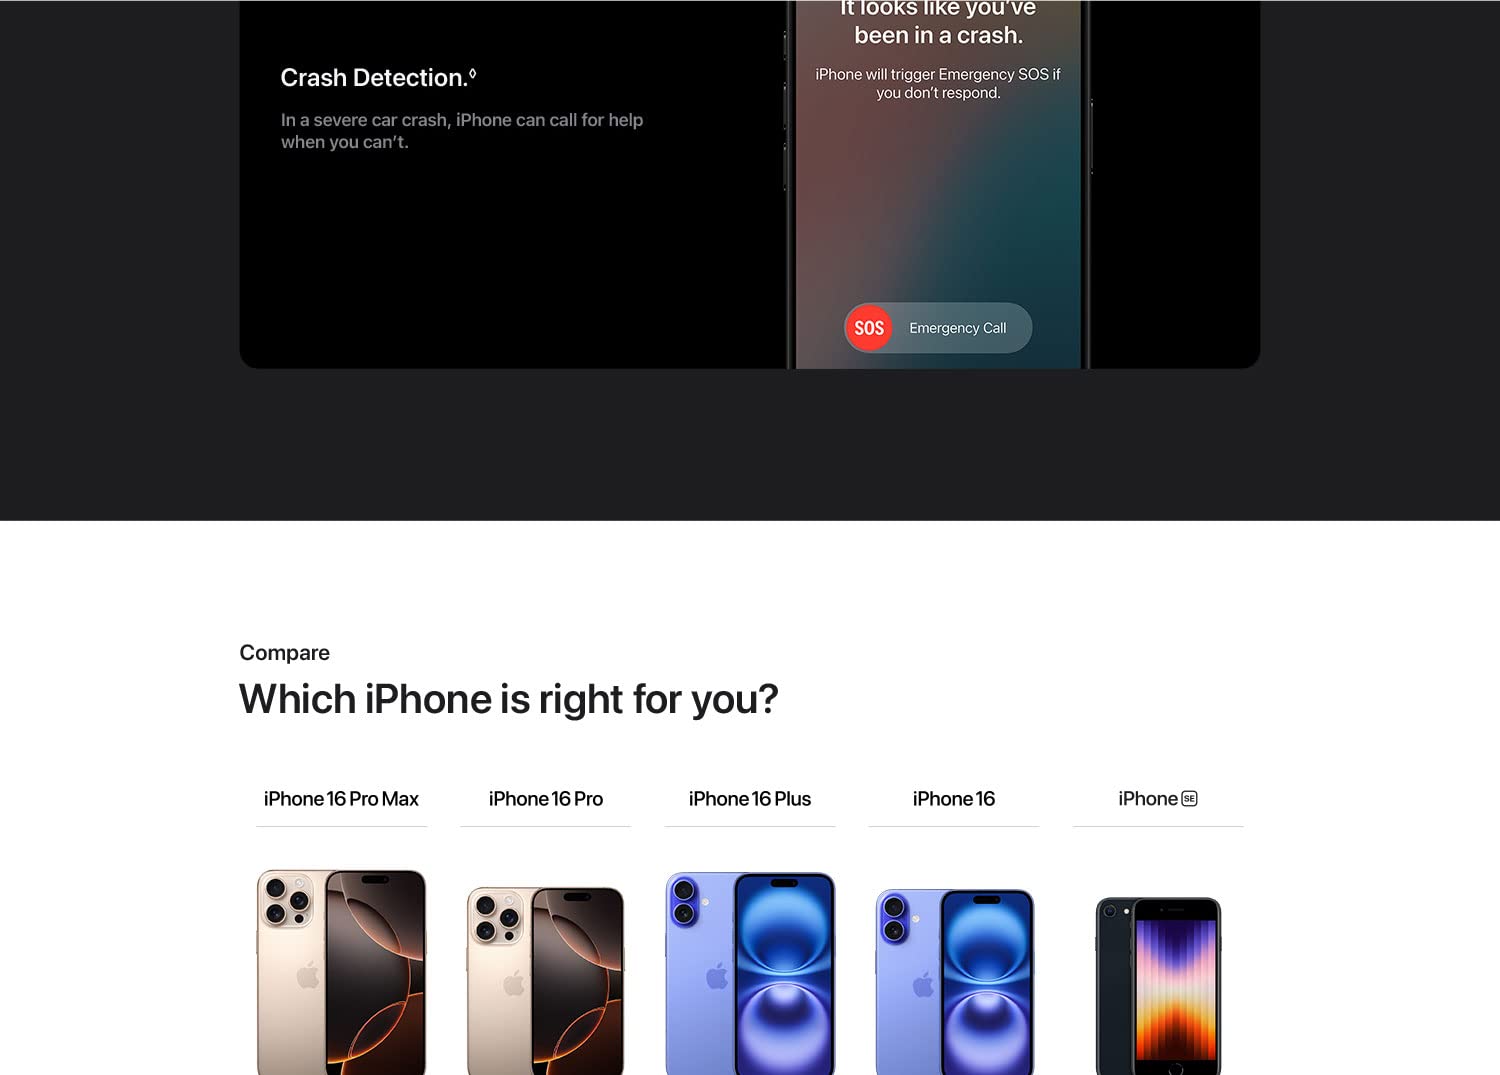 It looks like you've
been in a crash.
iPhone will trigger Emergency SOS if
you don't respond.
Crash Detection.◊
In a severe car crash, iPhone can call for help
when you can't.
SOS Emergency Call
Compare
Which iPhone is right for you?
iPhone 16 Pro Max
iPhone 16 Pro
iPhone 16 Plus
iPhone 16
iPhone SE